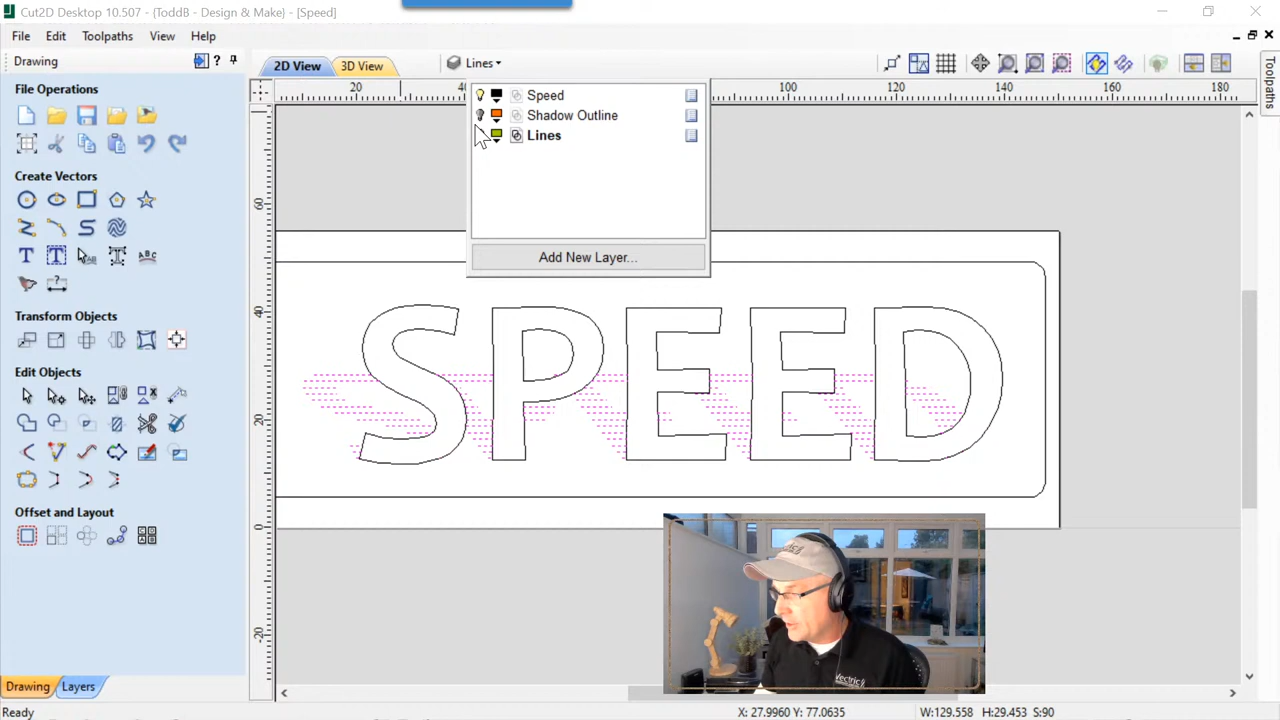 Cut2D Desktop 10.507 - (ToddB - Design & Make) - [Speed]
File Edit Toolpaths View Help
Drawing
2D View
3D View
Lines
File Operations
Create Vectors
Transform Objects
Edit Objects
Offset and Layout
Speed
Shadow Outline
Lines
Add New Layer...
20 40 80 100 120 140 160 180
60
40
20
0
-20
SPEED
Toolpaths
Drawing Layers
Ready
X: 27.9960 Y: 77.0635
W:129.558 H:29.453 S:90